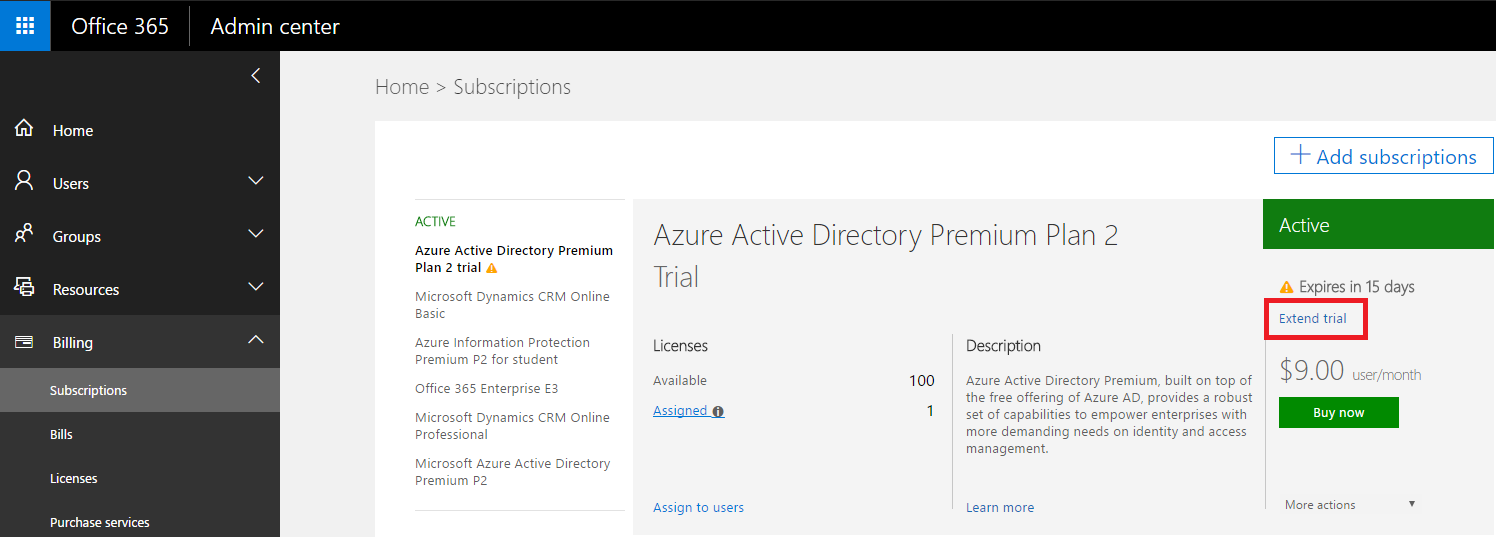 Office 365
Admin center
Home
Users
Groups
Resources
Billing
Subscriptions
Bills
Licenses
Purchase services
Home > Subscriptions
Add subscriptions
ACTIVE
Azure Active Directory Premium
Plan 2 trial
Microsoft Dynamics CRM Online
Basic
Azure Information Protection
Premium P2 for student
Office 365 Enterprise E3
Microsoft Dynamics CRM Online
Professional
Microsoft Azure Active Directory
Premium P2
Azure Active Directory Premium Plan 2
Trial
Licenses
Available 100
Assigned 1
Assign to users
Description
Azure Active Directory Premium, built on top of
the free offering of Azure AD, provides a robust
set of capabilities to empower enterprises with
more demanding needs on identity and access
management.
Learn more
Active
Expires in 15 days
Extend trial
$9.00 user/month
Buy now
More actions